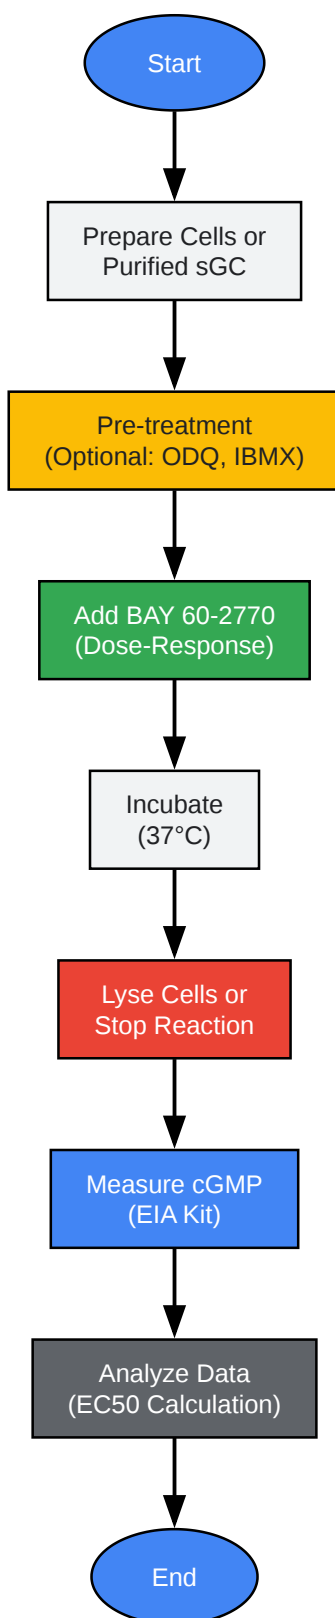 Start
Prepare Cells or
Purified sGC
Pre-treatment
(Optional: ODQ, IBMX)
Add BAY 60-2770
(Dose-Response)
Incubate
(37°C)
Lyse Cells or
Stop Reaction
Measure cGMP
(EIA Kit)
Analyze Data
(EC50 Calculation)
End